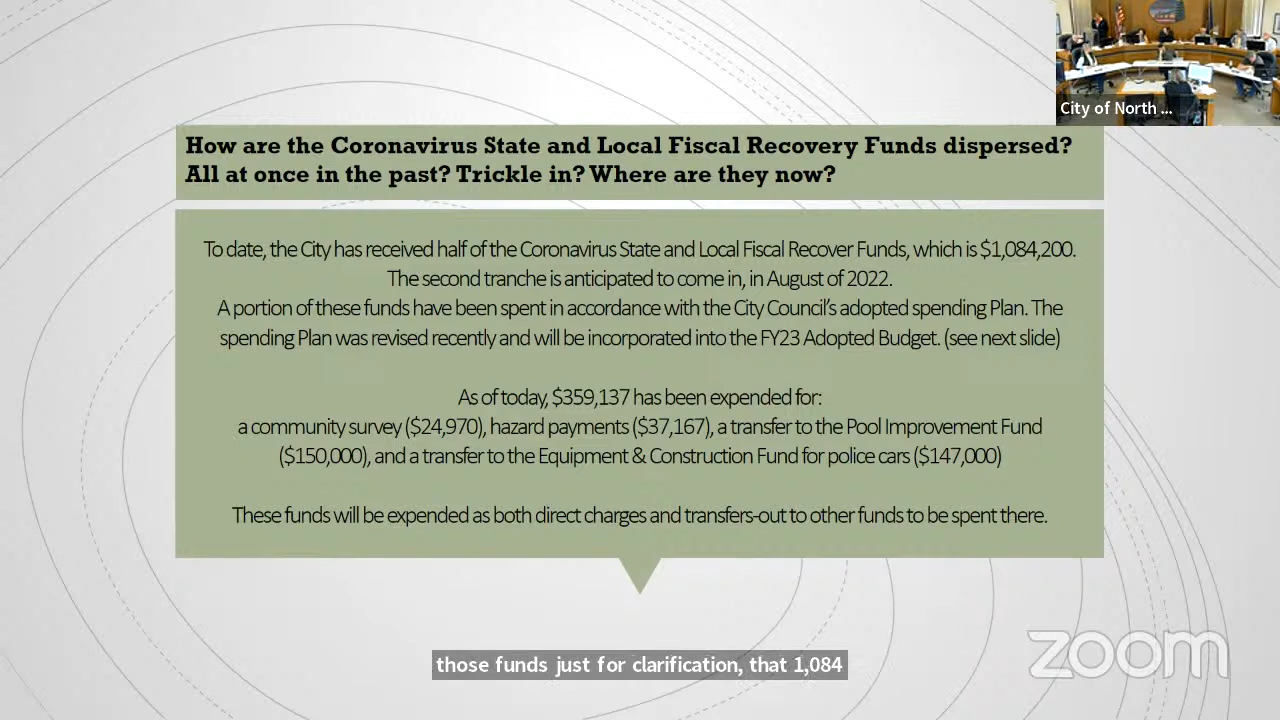 City of North ...
How are the Coronavirus State and Local Fiscal Recovery Funds dispersed?
All at once in the past? Trickle in? Where are they now?
To date, the City has received half of the Coronavirus State and Local Fiscal Recover Funds, which is $1,084,200.
The second tranche is anticipated to come in, in August of 2022.
A portion of these funds have been spent in accordance with the City Council's adopted spending Plan. The
spending Plan was revised recently and will be incorporated into the FY23 Adopted Budget. (see next slide)
As of today, $359,137 has been expended for:
a community survey ($24,970), hazard payments ($37,167), a transfer to the Pool Improvement Fund
($150,000), and a transfer to the Equipment & Construction Fund for police cars ($147,000)
These funds will be expended as both direct charges and transfers-out to other funds to be spent there.
those funds just for clarification, that 1,084
zoom